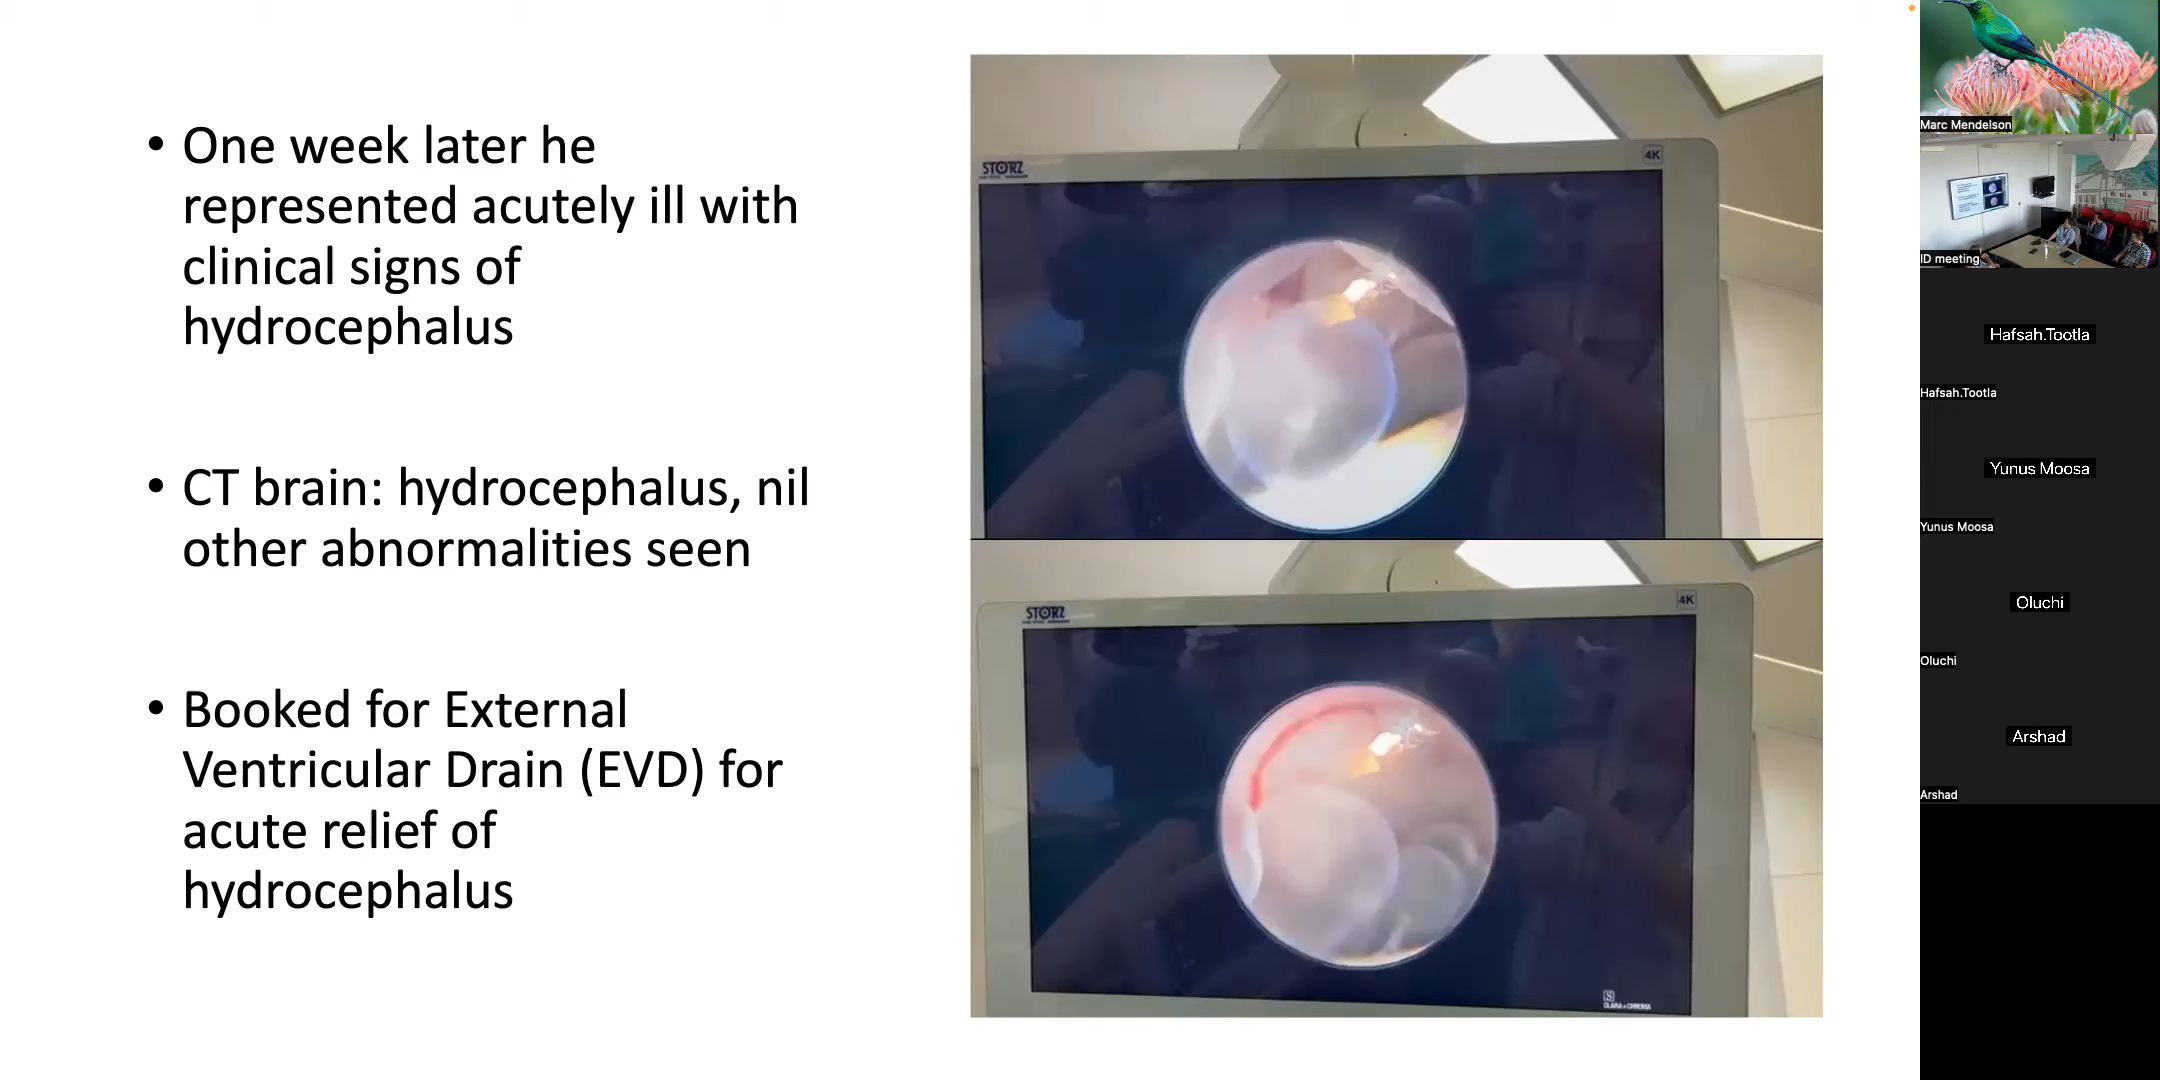 • One week later he
represented acutely ill with
clinical signs of
hydrocephalus
• CT brain: hydrocephalus, nil
other abnormalities seen
• Booked for External
Ventricular Drain (EVD) for
acute relief of
hydrocephalus
STORZ
4K
STORZ
4K
Marc Mendelson
ID meeting
Hafsah.Tootla
Hafsah.Tootla
Yunus Moosa
Yunus Moosa
Oluchi
Oluchi
Arshad
Arshad